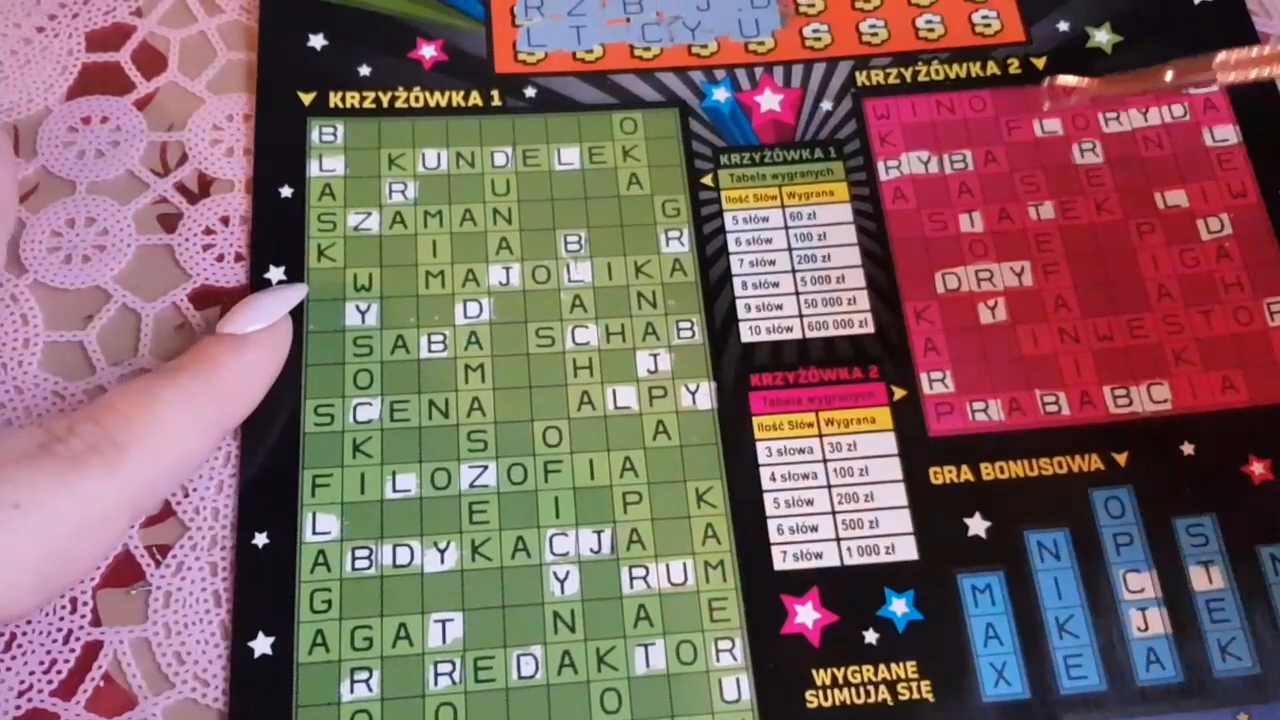 R Z B J D
L T C Y U
KRZYŻÓWKA 1
KRZYŻÓWKA 2
B O
L KUNDELEK
A R U A
SZAMAN G
K I A B R
W MAJOLIKA
Y D A N
SABA SCHAB
O M H J
SCENA ALPY
K S O A
FILOZOFIA
L E I P K
ABDYKACJA A
G Y RUM
AGAT N A E
R REDAKTOR
O O O U
KRZYŻÓWKA 1
Tabela wygranych
Ilość Słów Wygrana
5 słów 60 zł
6 słów 100 zł
7 słów 200 zł
8 słów 5 000 zł
9 słów 50 000 zł
10 słów 600 000 zł
KRZYŻÓWKA 2
Tabela wygranych
Ilość Słów Wygrana
3 słowa 30 zł
4 słowa 100 zł
5 słów 200 zł
6 słów 500 zł
7 słów 1 000 zł
WYGRANE
SUMUJĄ SIĘ
WINO A
K FLORYDA
RYBA R N L
A A S E E
STATEK L W
O E P D
DRY F IGA
Y A A H
K INWESTOR
A I K
R
PRABABCIA
GRA BONUSOWA
MAX
NIKE
OPCJA
STEK